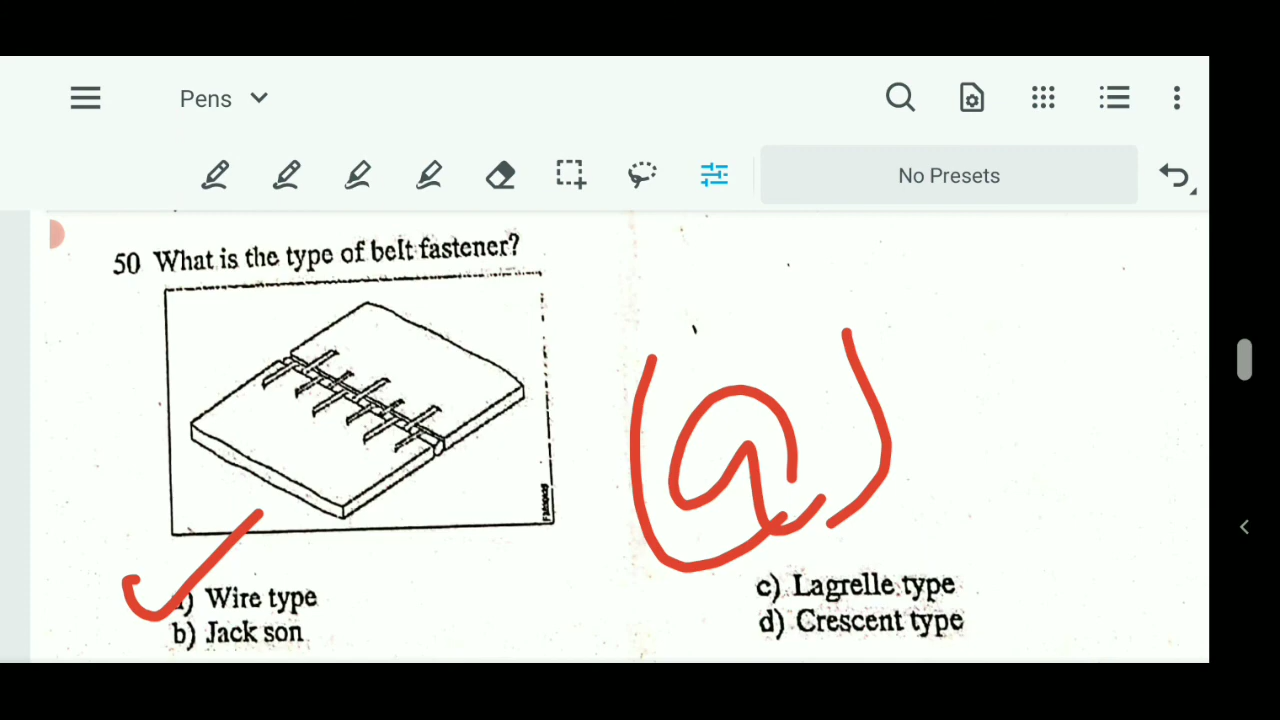 Pens
No Presets
50 What is the type of belt fastener?
(a)
a) Wire type
b) Jack son
c) Lagrelle type
d) Crescent type